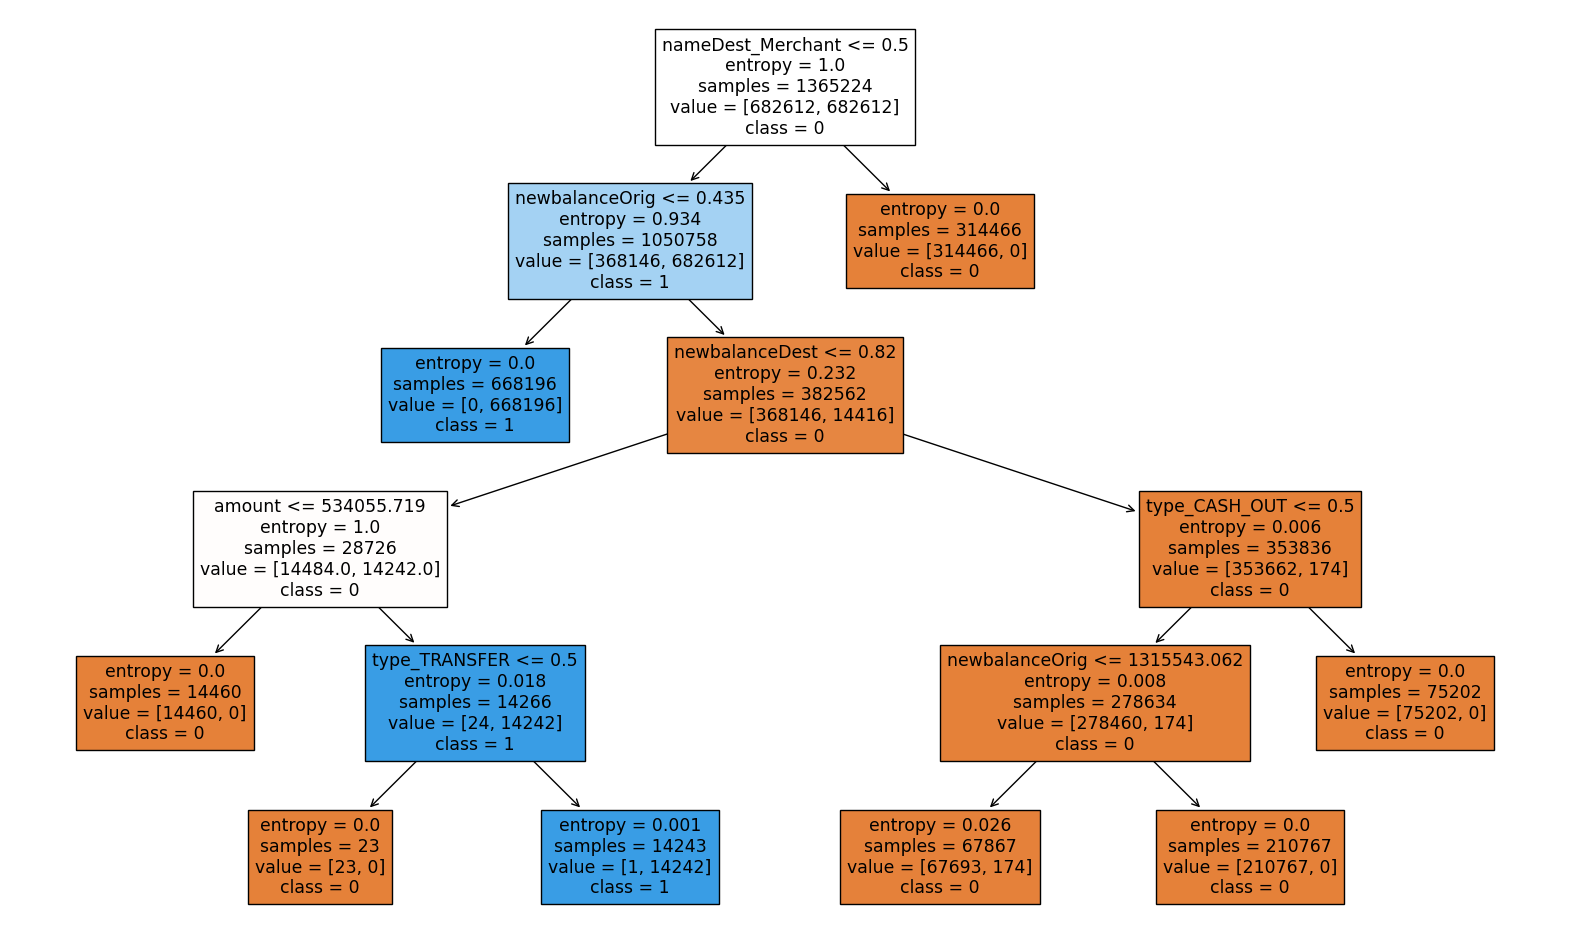 nameDest_Merchant <= 0.5
entropy = 1.0
samples = 1365224
value = [682612, 682612]
class = 0
newbalanceOrig <= 0.435
entropy = 0.934
samples = 1050758
value = [368146, 682612]
class = 1
entropy = 0.0
samples = 314466
value = [314466, 0]
class = 0
entropy = 0.0
samples = 668196
value = [0, 668196]
class = 1
newbalanceDest <= 0.82
entropy = 0.232
samples = 382562
value = [368146, 14416]
class = 0
amount <= 534055.719
entropy = 1.0
samples = 28726
value = [14484.0, 14242.0]
class = 0
type_CASH_OUT <= 0.5
entropy = 0.006
samples = 353836
value = [353662, 174]
class = 0
entropy = 0.0
samples = 14460
value = [14460, 0]
class = 0
type_TRANSFER <= 0.5
entropy = 0.018
samples = 14266
value = [24, 14242]
class = 1
newbalanceOrig <= 1315543.062
entropy = 0.008
samples = 278634
value = [278460, 174]
class = 0
entropy = 0.0
samples = 75202
value = [75202, 0]
class = 0
entropy = 0.0
samples = 23
value = [23, 0]
class = 0
entropy = 0.001
samples = 14243
value = [1, 14242]
class = 1
entropy = 0.026
samples = 67867
value = [67693, 174]
class = 0
entropy = 0.0
samples = 210767
value = [210767, 0]
class = 0